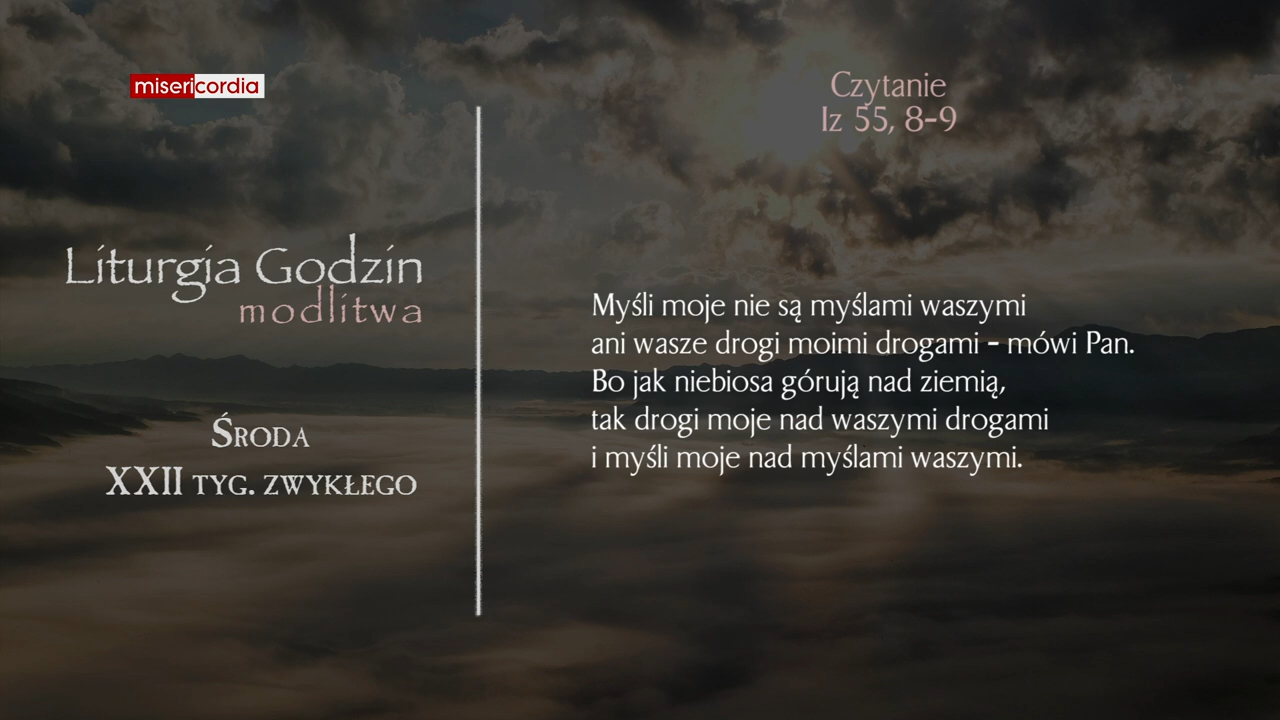 misericordia
Liturgia Godzin
modlitwa
Środa
XXII tyg. zwykłego
Czytanie
Iz 55, 8-9
Myśli moje nie są myślami waszymi
ani wasze drogi moimi drogami - mówi Pan.
Bo jak niebiosa górują nad ziemią,
tak drogi moje nad waszymi drogami
i myśli moje nad myślami waszymi.